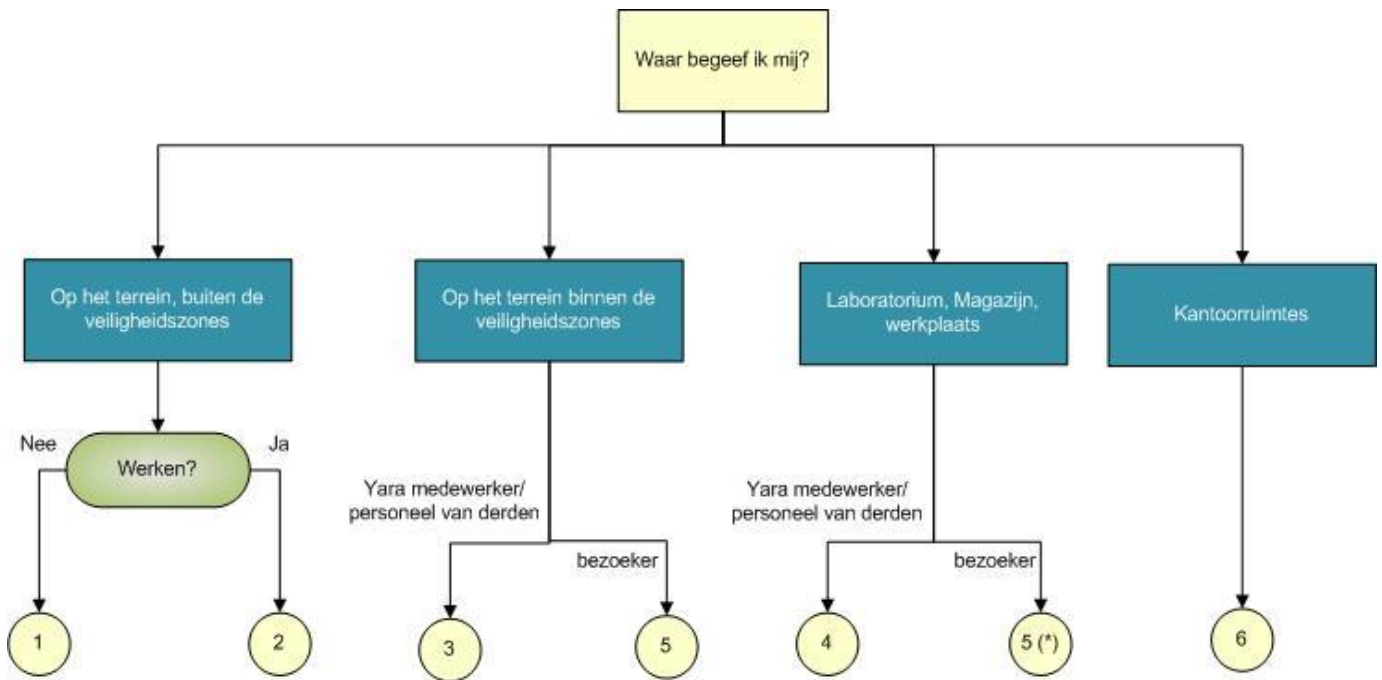 Waar begeef ik mij?
Op het terrein, buiten de
veiligheidszones
Op het terrein binnen de
veiligheidszones
Laboratorium, Magazijn,
werkplaats
Kantoorruimtes
Nee
Werken?
Ja
Yara medewerker/
personeel van derden
bezoeker
Yara medewerker/
personeel van derden
bezoeker
1
2
3
5
4
5 (*)
6